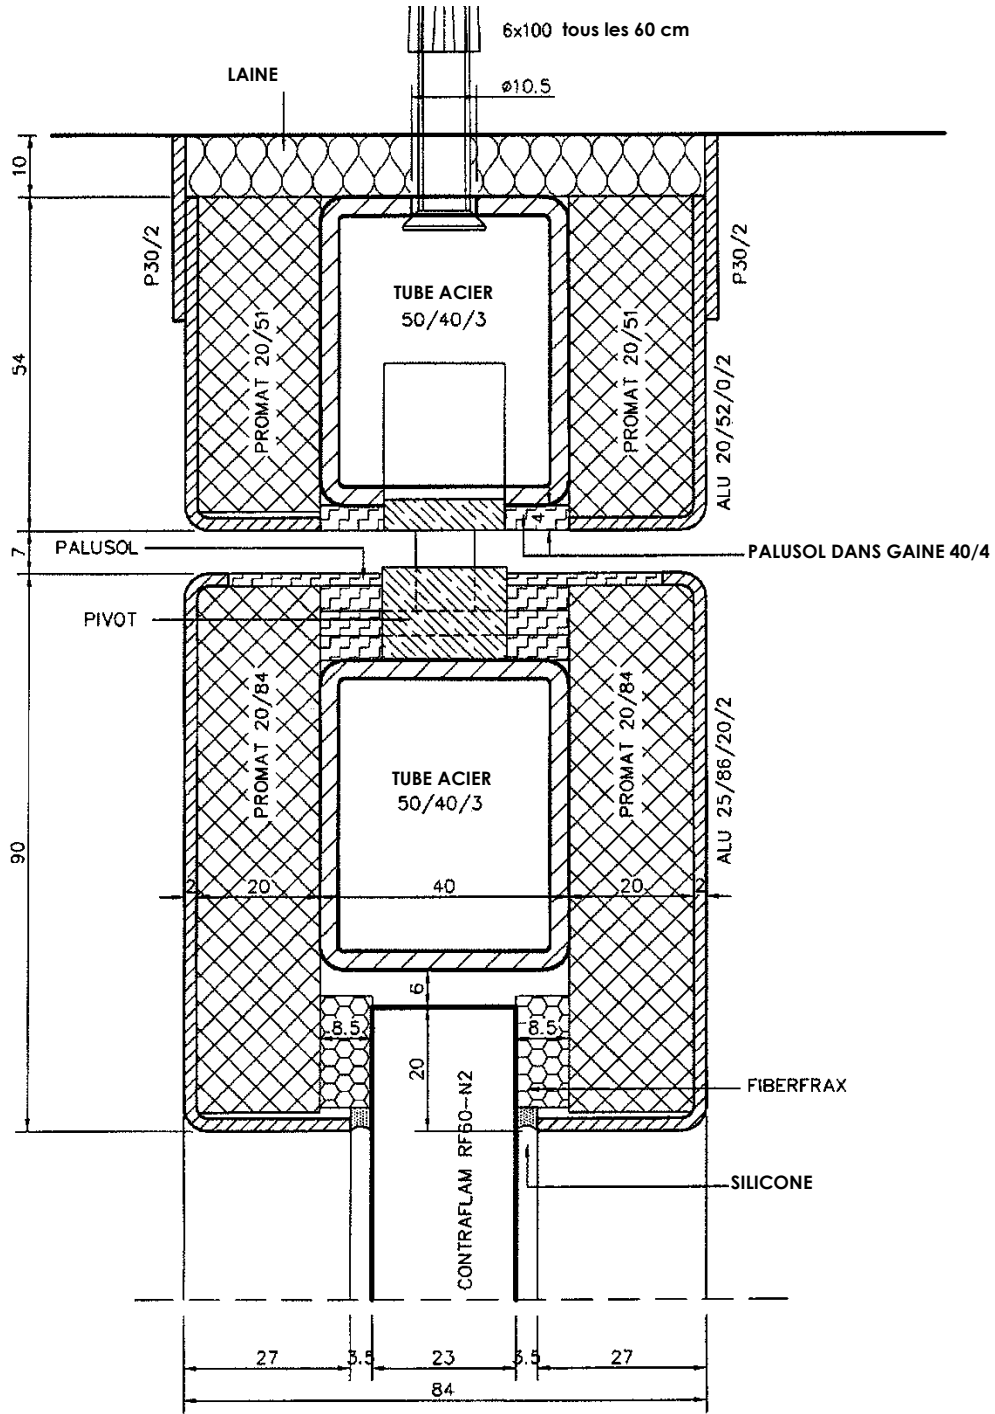 6x100 tous les 60 cm
LAINE
ø10.5
10
P30/2
P30/2
TUBE ACIER
50/40/3
PROMAT 20/51
PROMAT 20/51
54
ALU 20/52/0/2
4
7
PALUSOL
PALUSOL DANS GAINE 40/4
PIVOT
PROMAT 20/84
PROMAT 20/84
TUBE ACIER
50/40/3
ALU 25/86/20/2
90
2
20
40
20
2
6
8.5
8.5
20
FIBERFRAX
CONTRAFLAM RF60-N2
SILICONE
27
3.5
23
3.5
27
84